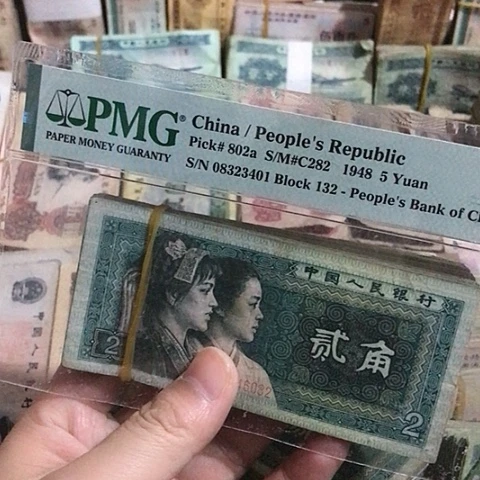 PMG®
PAPER MONEY GUARANTY
China / People's Republic
Pick# 802a S/M#C282 1948 5 Yuan
S/N 08323401 Block 132 - People's Bank of
中国人民银行
贰角
2
2